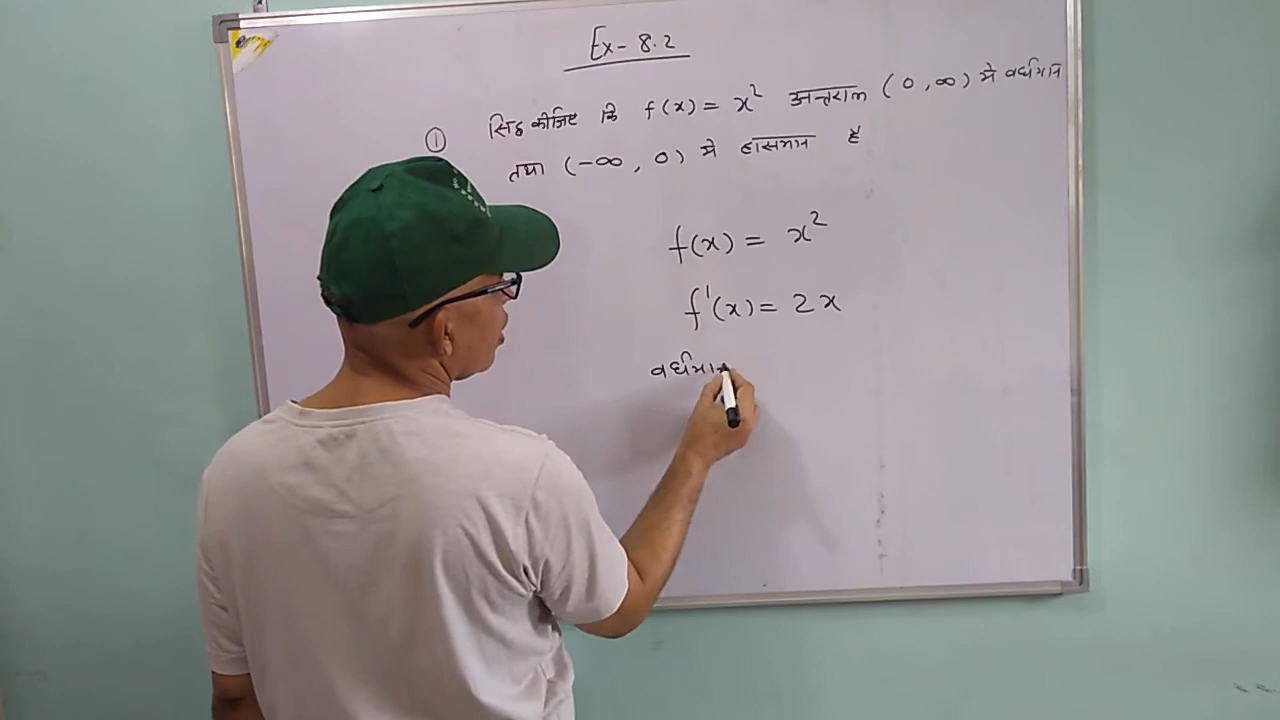 Ex - 8.2
① सिद्ध कीजिए कि f(x) = x² अन्तराल (0, ∞) मे वर्धमान
तथा (-∞, 0) मे ह्रासमान है
f(x) = x²
f'(x) = 2x
वर्धमान